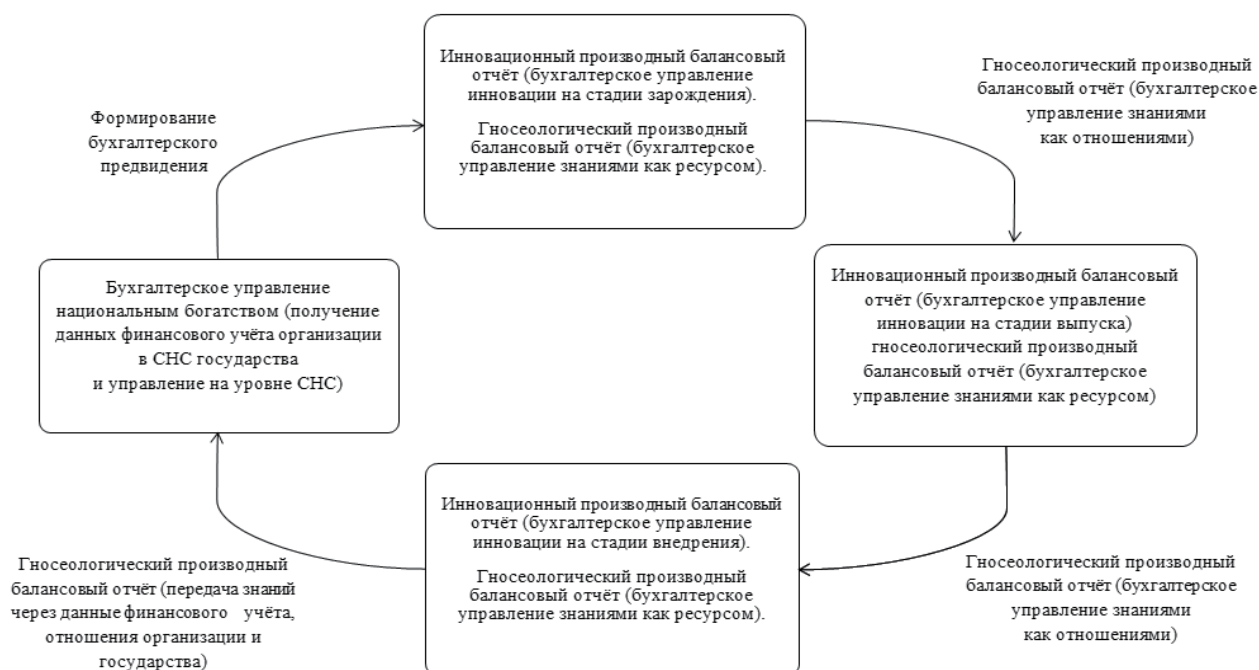 Инновационный производный балансовый
отчёт (бухгалтерское управление
инновации на стадии зарождения).
Гносеологический производный
балансовый отчёт (бухгалтерское
управление знаниями как ресурсом).
Гносеологический производный
балансовый отчёт (бухгалтерское
управление знаниями
как отношениями)
Инновационный производный балансовый
отчёт (бухгалтерское управление
инновации на стадии выпуска)
гносеологический производный
балансовый отчёт (бухгалтерское
управление знаниями как ресурсом)
Гносеологический производный
балансовый отчёт (бухгалтерское
управление знаниями
как отношениями)
Инновационный производный балансовый
отчёт (бухгалтерское управление
инновации на стадии внедрения).
Гносеологический производный
балансовый отчёт (бухгалтерское
управление знаниями как ресурсом).
Гносеологический производный
балансовый отчёт (передача знаний
через данные финансового учёта,
отношения организации и
государства)
Бухгалтерское управление
национальным богатством (получение
данных финансового учёта организации
в СНС государства
и управление на уровне СНС)
Формирование
бухгалтерского
предвидения